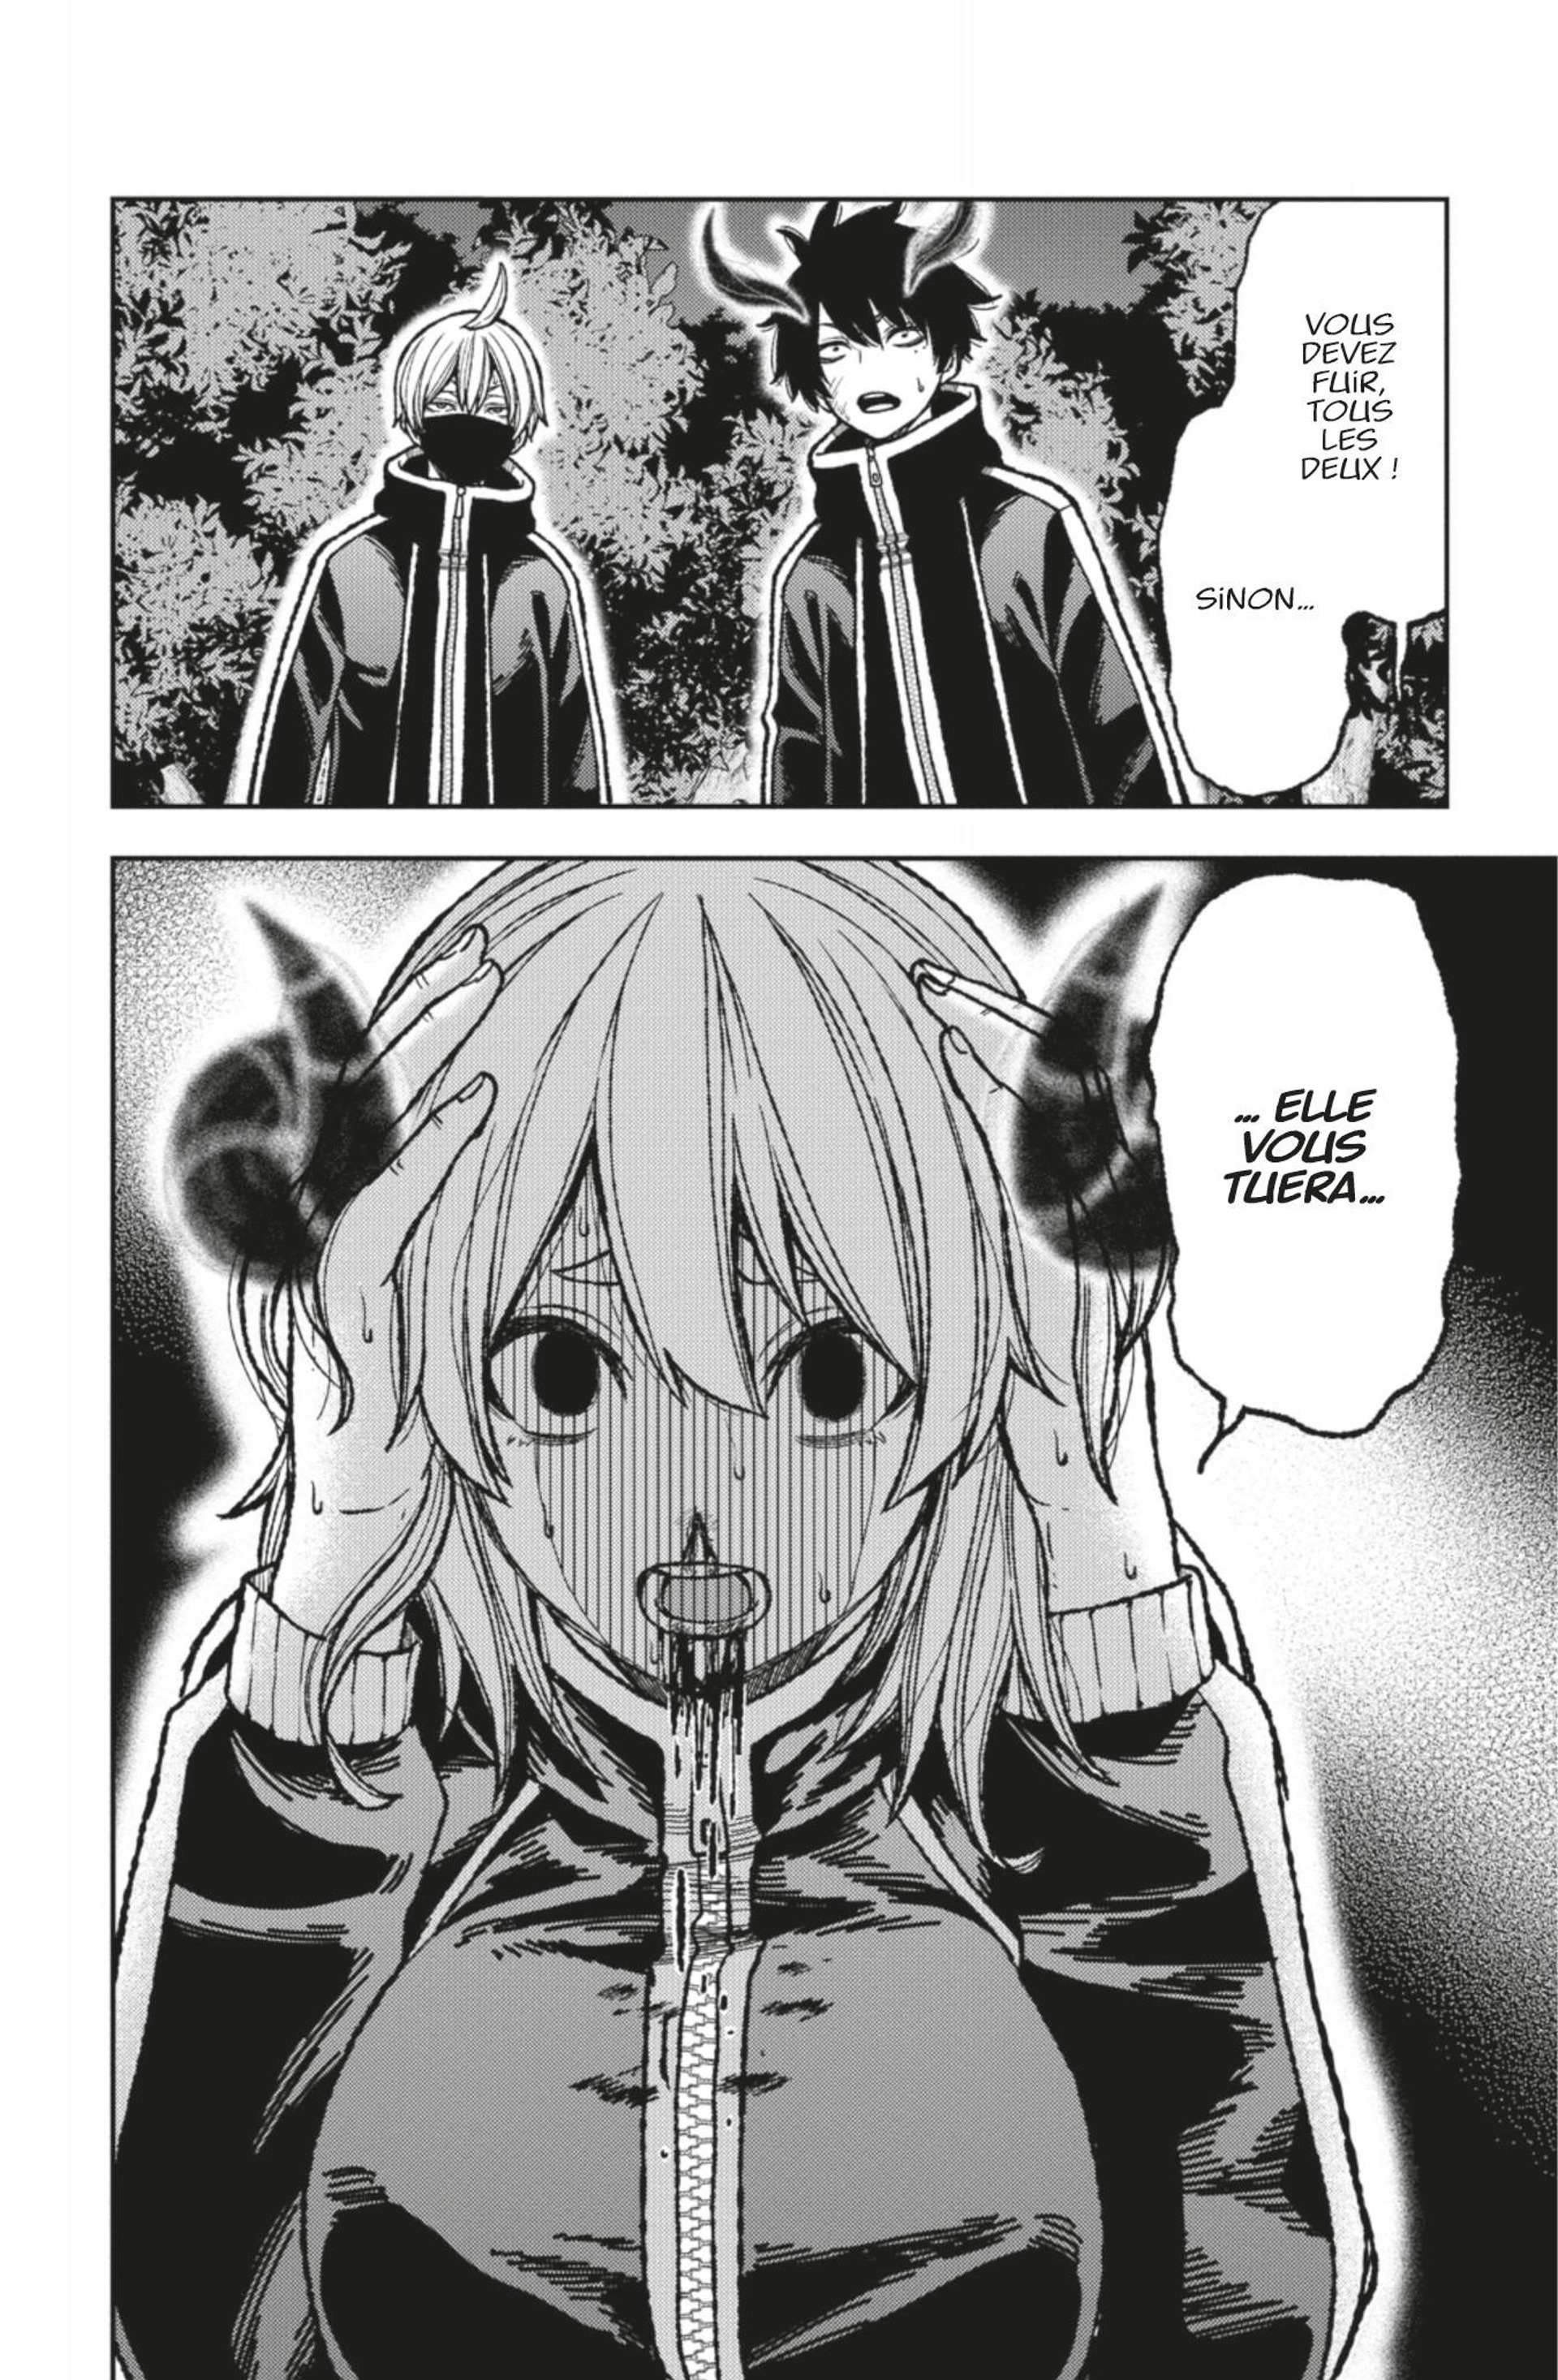 VOUS
DEVEZ
FUIR,
TOUS
LES
DEUX !
SINON...
... ELLE
VOUS
TUERA...